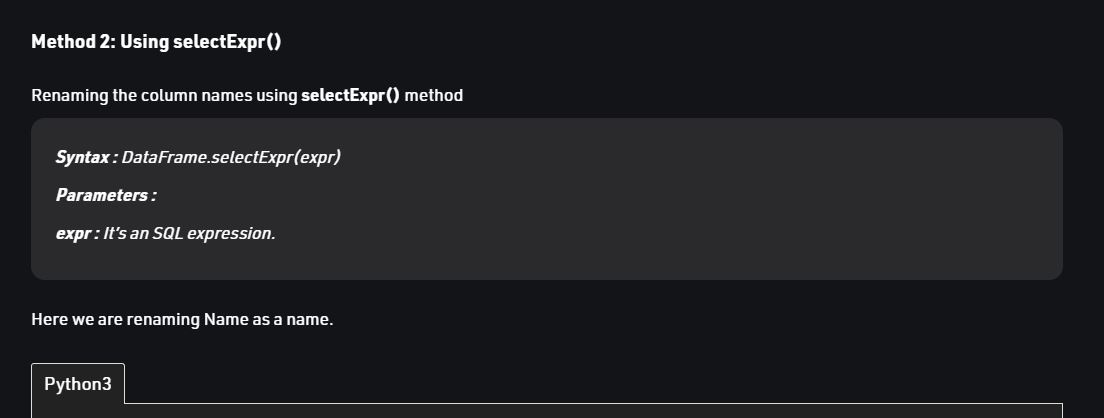 Method 2: Using selectExpr()
Renaming the column names using selectExpr() method
Syntax : DataFrame.selectExpr(expr)
Parameters :
expr : It's an SQL expression.
Here we are renaming Name as a name.
Python3